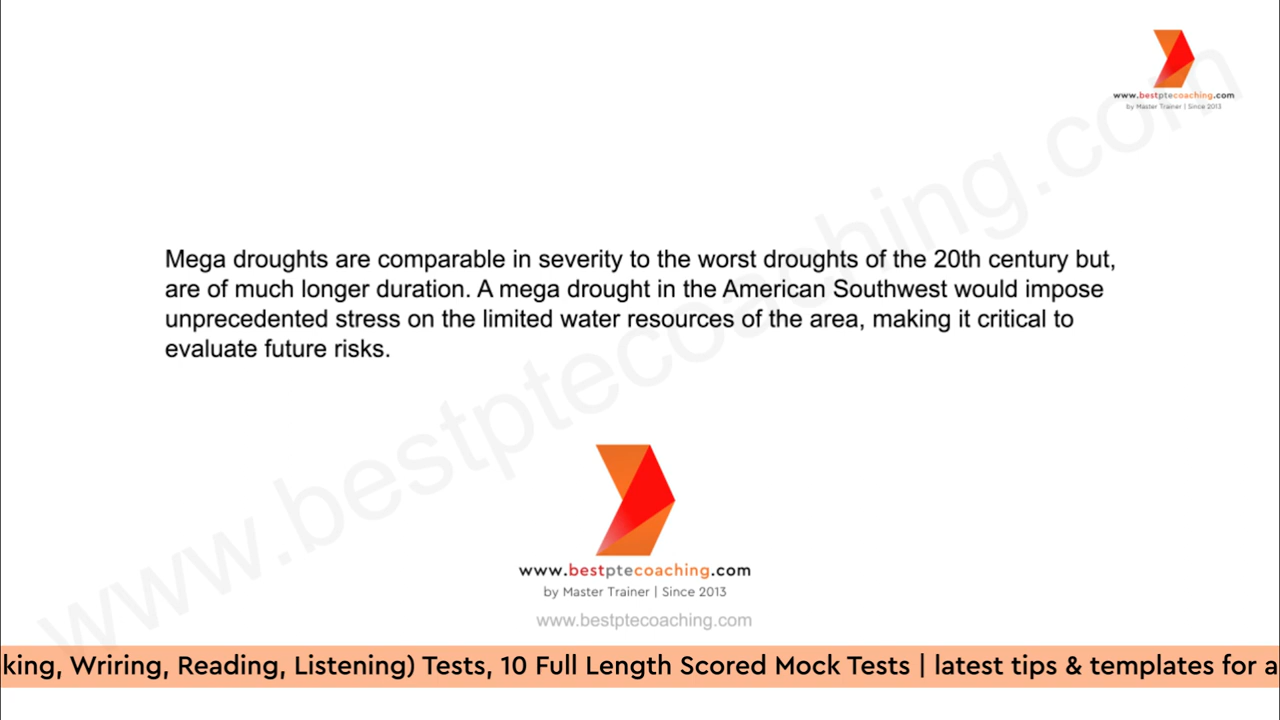 www.bestptecoaching.com
by Master Trainer | Since 2013
Mega droughts are comparable in severity to the worst droughts of the 20th century but,
are of much longer duration. A mega drought in the American Southwest would impose
unprecedented stress on the limited water resources of the area, making it critical to
evaluate future risks.
www.bestptecoaching.com
www.bestptecoaching.com
by Master Trainer | Since 2013
www.bestptecoaching.com
king, Wriring, Reading, Listening) Tests, 10 Full Length Scored Mock Tests | latest tips & templates for a